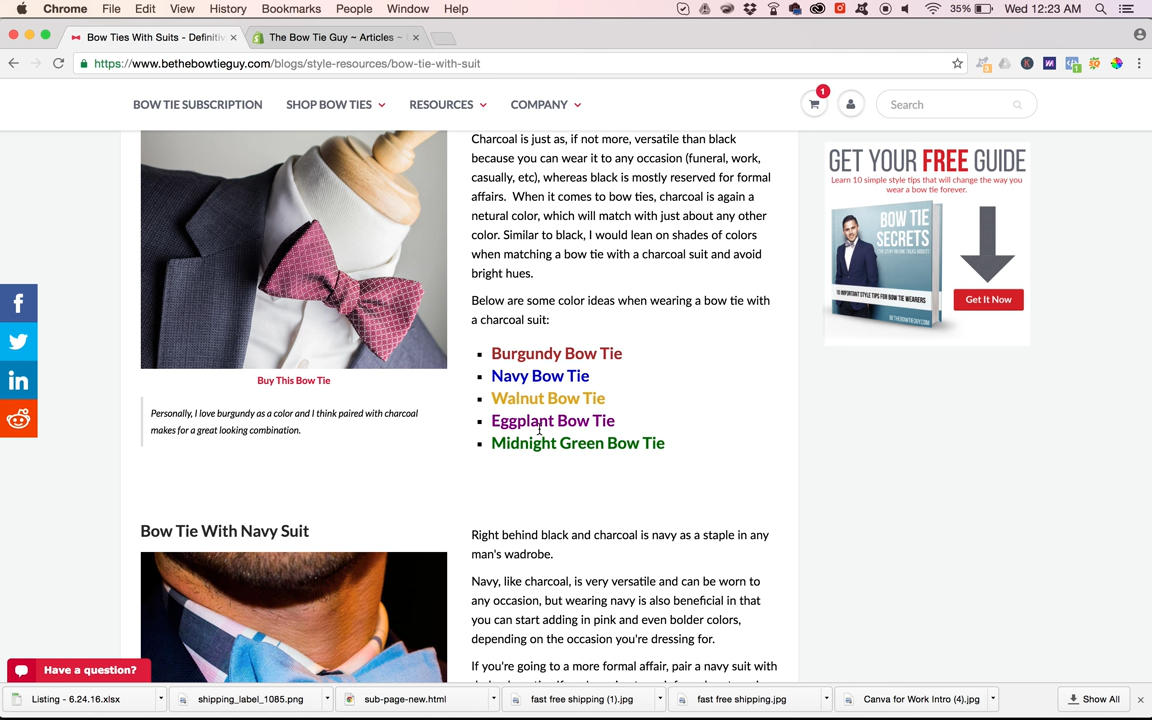 Chrome File Edit View History Bookmarks People Window Help 35% Wed 12:23 AM
Bow Ties With Suits - Definitiv The Bow Tie Guy ~ Articles ~
https://www.bethebowtieguy.com/blogs/style-resources/bow-tie-with-suit
BOW TIE SUBSCRIPTION SHOP BOW TIES RESOURCES COMPANY 1 Search
Charcoal is just as, if not more, versatile than black
because you can wear it to any occasion (funeral, work,
casually, etc), whereas black is mostly reserved for formal
affairs. When it comes to bow ties, charcoal is again a
netural color, which will match with just about any other
color. Similar to black, I would lean on shades of colors
when matching a bow tie with a charcoal suit and avoid
bright hues.
Below are some color ideas when wearing a bow tie with
a charcoal suit:
Burgundy Bow Tie
Navy Bow Tie
Walnut Bow Tie
Eggplant Bow Tie
Midnight Green Bow Tie
Buy This Bow Tie
Personally, I love burgundy as a color and I think paired with charcoal
makes for a great looking combination.
GET YOUR FREE GUIDE
Learn 10 simple style tips that will change the way you
wear a bow tie forever.
BOW TIE
SECRETS
10 IMPORTANT STYLE TIPS FOR BOW TIE WEARERS
BETHEBOWTIEGUY.COM
Get It Now
Bow Tie With Navy Suit
Right behind black and charcoal is navy as a staple in any
man's wadrobe.
Navy, like charcoal, is very versatile and can be worn to
any occasion, but wearing navy is also beneficial in that
you can start adding in pink and even bolder colors,
depending on the occasion you're dressing for.
If you're going to a more formal affair, pair a navy suit with
Have a question?
Listing - 6.24.16.xlsx shipping_label_1085.png sub-page-new.html fast free shipping (1).jpg fast free shipping.jpg Canva for Work Intro (4).jpg Show All